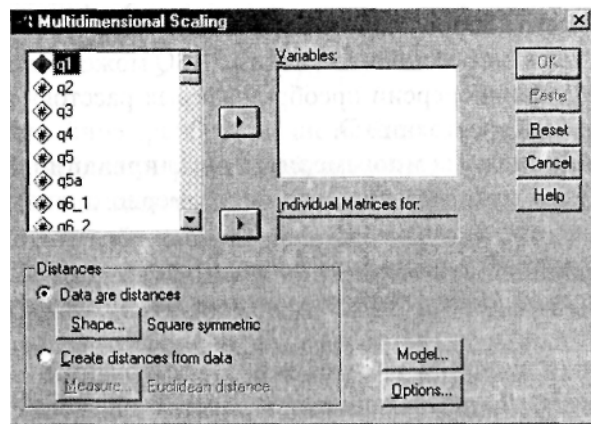 Multidimensional Scaling
q1
q2
q3
q4
q5
q5a
q6_1
q6_2
Variables:
Individual Matrices for:
OK
Paste
Reset
Cancel
Help
Distances
Data are distances
Shape... Square symmetric
Create distances from data
Measure... Euclidean distance
Model...
Options...